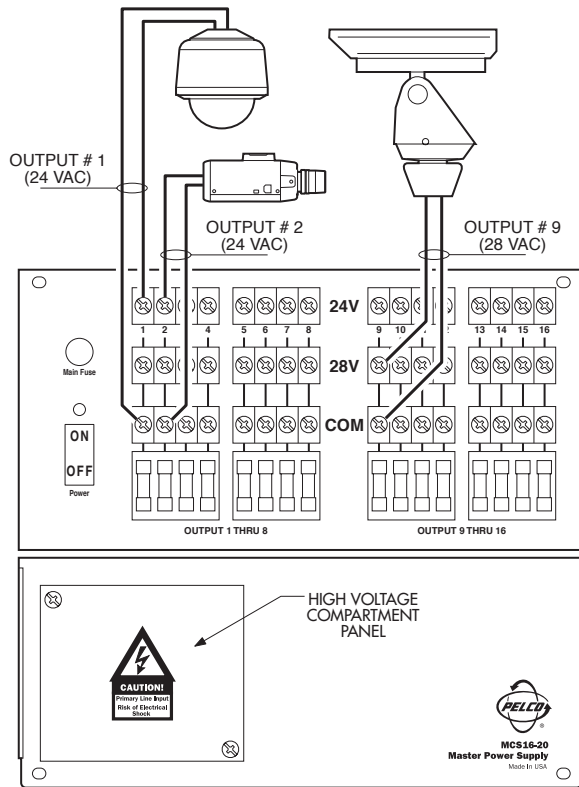 OUTPUT # 1
(24 VAC)
OUTPUT # 2
(24 VAC)
OUTPUT # 9
(28 VAC)
24V
1 2 4 5 6 7 8 9 10 13 14 15 16
Main Fuse
28V
COM
ON
OFF
Power
OUTPUT 1 THRU 8
OUTPUT 9 THRU 16
HIGH VOLTAGE
COMPARTMENT
PANEL
CAUTION!
Primary Line Input
Risk of Electrical
Shock
PELCO
®
MCS16-20
Master Power Supply
Made In USA